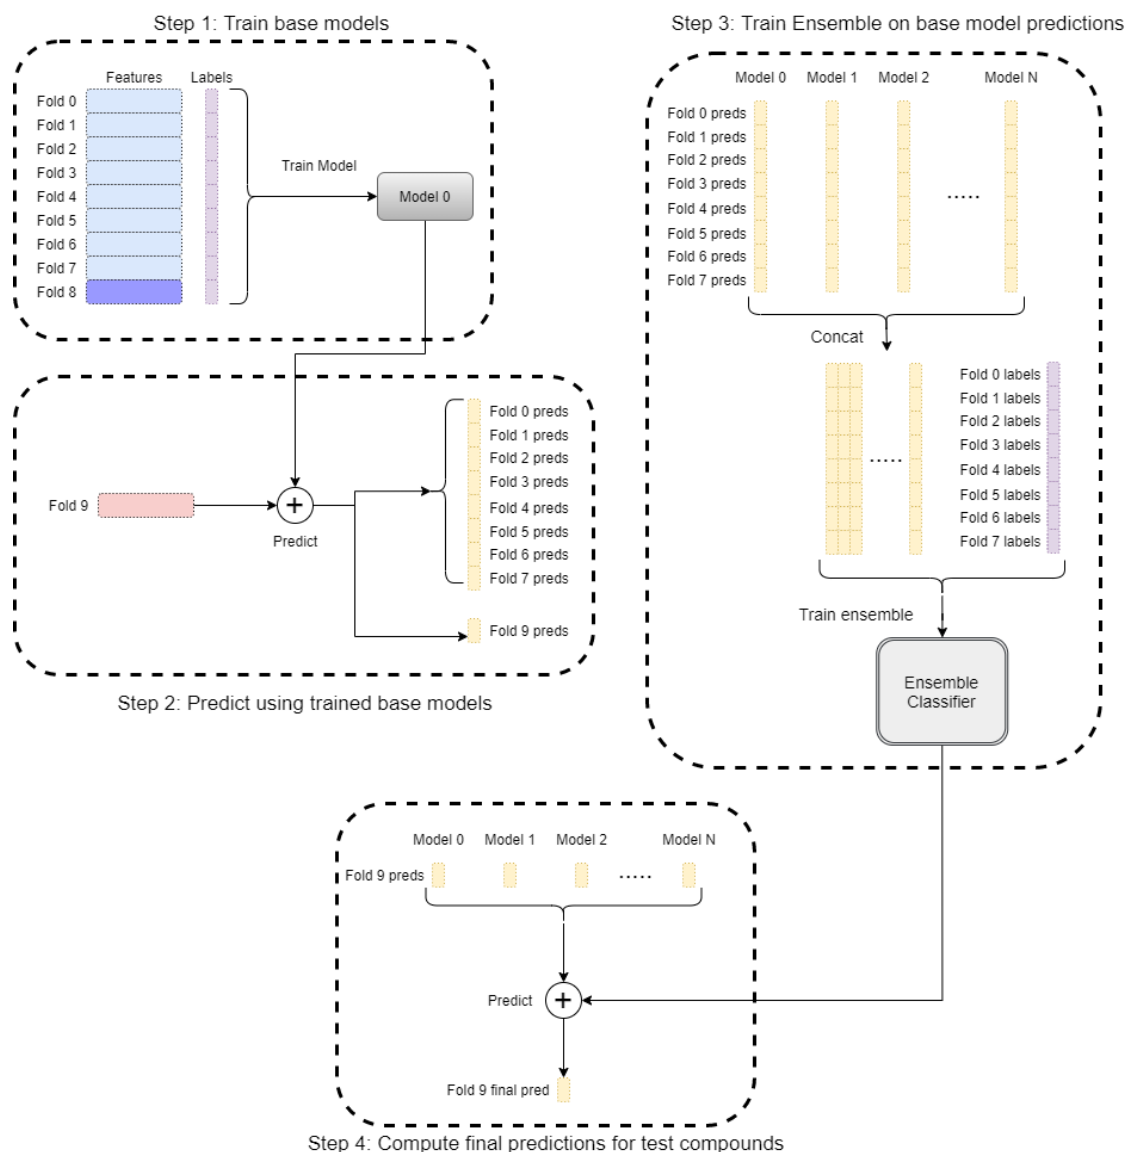 Step 1: Train base models
Features Labels
Fold 0
Fold 1
Fold 2
Fold 3
Fold 4
Fold 5
Fold 6
Fold 7
Fold 8
Train Model
Model 0
Fold 9
Predict
Fold 0 preds
Fold 1 preds
Fold 2 preds
Fold 3 preds
Fold 4 preds
Fold 5 preds
Fold 6 preds
Fold 7 preds
Fold 9 preds
Step 2: Predict using trained base models
Step 3: Train Ensemble on base model predictions
Model 0 Model 1 Model 2 Model N
Fold 0 preds
Fold 1 preds
Fold 2 preds
Fold 3 preds
Fold 4 preds
Fold 5 preds
Fold 6 preds
Fold 7 preds
.....
Concat
.....
Fold 0 labels
Fold 1 labels
Fold 2 labels
Fold 3 labels
Fold 4 labels
Fold 5 labels
Fold 6 labels
Fold 7 labels
Train ensemble
Ensemble
Classifier
Model 0 Model 1 Model 2 Model N
Fold 9 preds .....
Predict
Fold 9 final pred
Step 4: Compute final predictions for test compounds